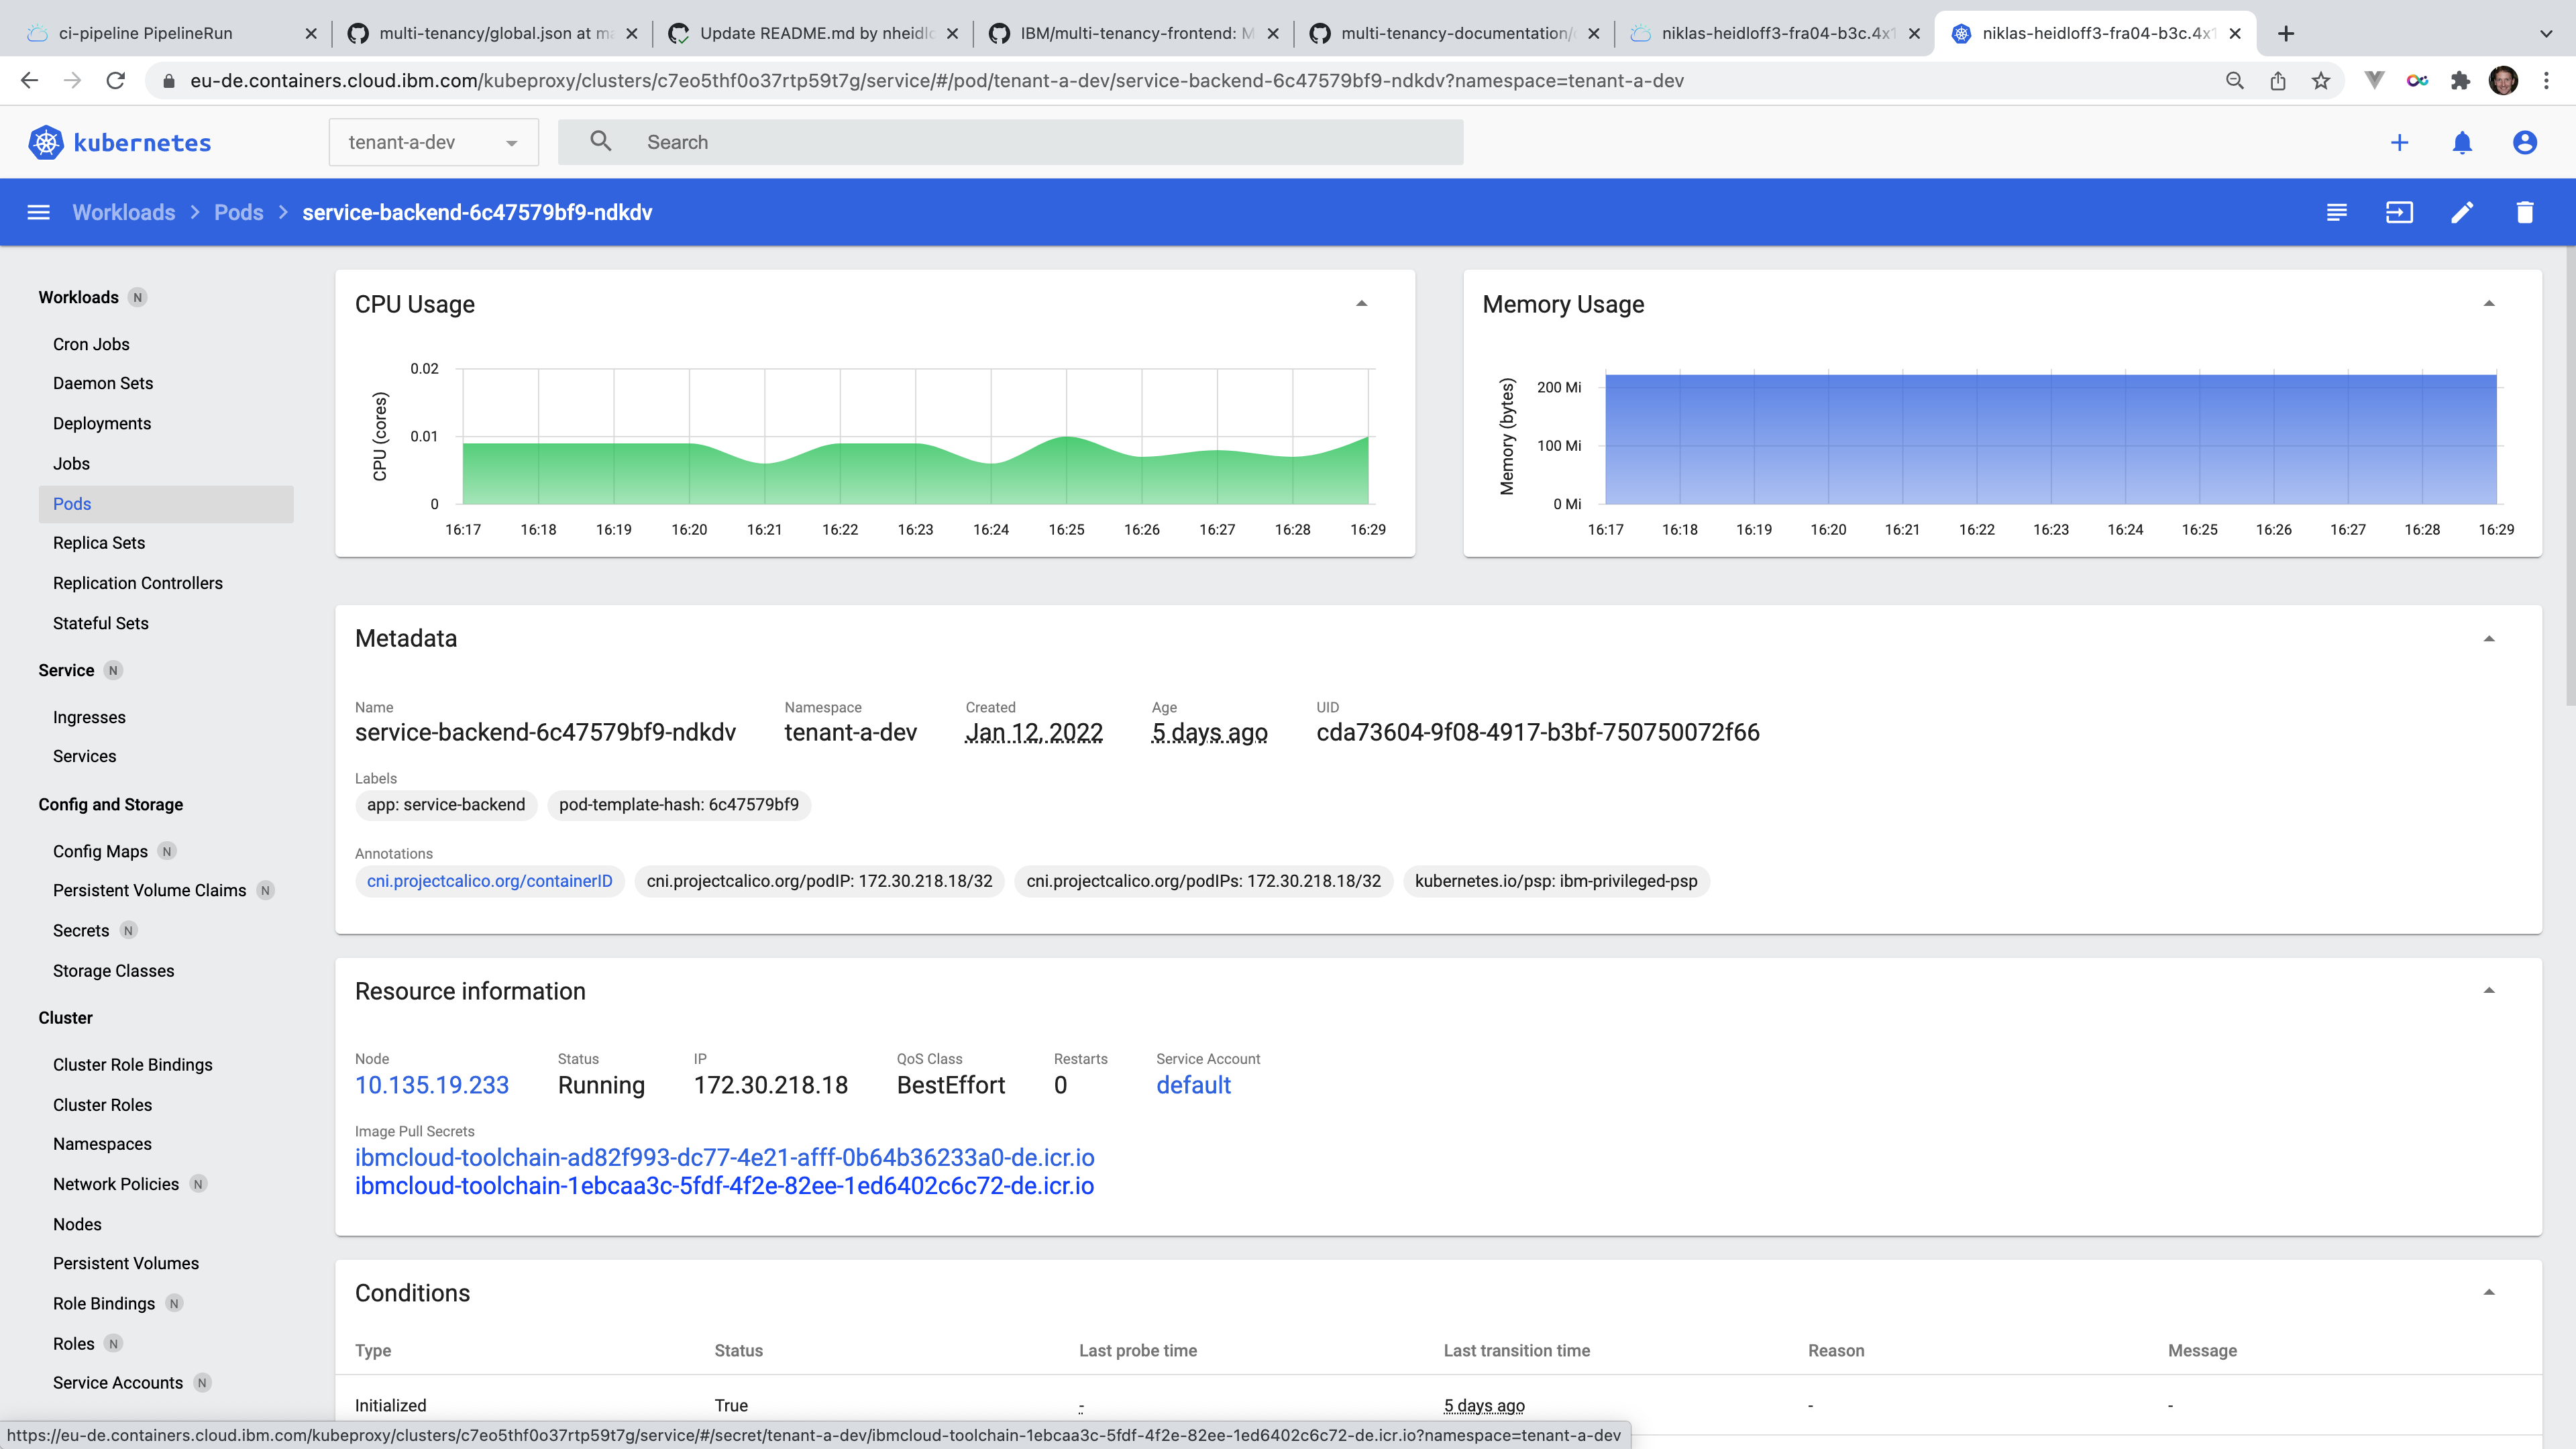 ci-pipeline PipelineRun
multi-tenancy/global.json at ma
Update README.md by nheidlo
IBM/multi-tenancy-frontend: M
multi-tenancy-documentation/
niklas-heidloff3-fra04-b3c.4x1
niklas-heidloff3-fra04-b3c.4x1
eu-de.containers.cloud.ibm.com/kubeproxy/clusters/c7eo5thf0o37rtp59t7g/service/#/pod/tenant-a-dev/service-backend-6c47579bf9-ndkdv?namespace=tenant-a-dev
kubernetes
tenant-a-dev
Search
Workloads > Pods > service-backend-6c47579bf9-ndkdv
Workloads N
Cron Jobs
Daemon Sets
Deployments
Jobs
Pods
Replica Sets
Replication Controllers
Stateful Sets
Service N
Ingresses
Services
Config and Storage
Config Maps N
Persistent Volume Claims N
Secrets N
Storage Classes
Cluster
Cluster Role Bindings
Cluster Roles
Namespaces
Network Policies N
Nodes
Persistent Volumes
Role Bindings N
Roles N
Service Accounts N
CPU Usage
CPU (cores)
0.02
0.01
0
16:17 16:18 16:19 16:20 16:21 16:22 16:23 16:24 16:25 16:26 16:27 16:28 16:29
Memory Usage
Memory (bytes)
200 Mi
100 Mi
0 Mi
16:17 16:18 16:19 16:20 16:21 16:22 16:23 16:24 16:25 16:26 16:27 16:28 16:29
Metadata
Name Namespace Created Age UID
service-backend-6c47579bf9-ndkdv tenant-a-dev Jan 12, 2022 5 days ago cda73604-9f08-4917-b3bf-750750072f66
Labels
app: service-backend pod-template-hash: 6c47579bf9
Annotations
cni.projectcalico.org/containerID cni.projectcalico.org/podIP: 172.30.218.18/32 cni.projectcalico.org/podIPs: 172.30.218.18/32 kubernetes.io/psp: ibm-privileged-psp
Resource information
Node Status IP QoS Class Restarts Service Account
10.135.19.233 Running 172.30.218.18 BestEffort 0 default
Image Pull Secrets
ibmcloud-toolchain-ad82f993-dc77-4e21-afff-0b64b36233a0-de.icr.io
ibmcloud-toolchain-1ebcaa3c-5fdf-4f2e-82ee-1ed6402c6c72-de.icr.io
Conditions
Type Status Last probe time Last transition time Reason Message
Initialized True - 5 days ago - -
https://eu-de.containers.cloud.ibm.com/kubeproxy/clusters/c7eo5thf0o37rtp59t7g/service/#/secret/tenant-a-dev/ibmcloud-toolchain-1ebcaa3c-5fdf-4f2e-82ee-1ed6402c6c72-de.icr.io?namespace=tenant-a-dev